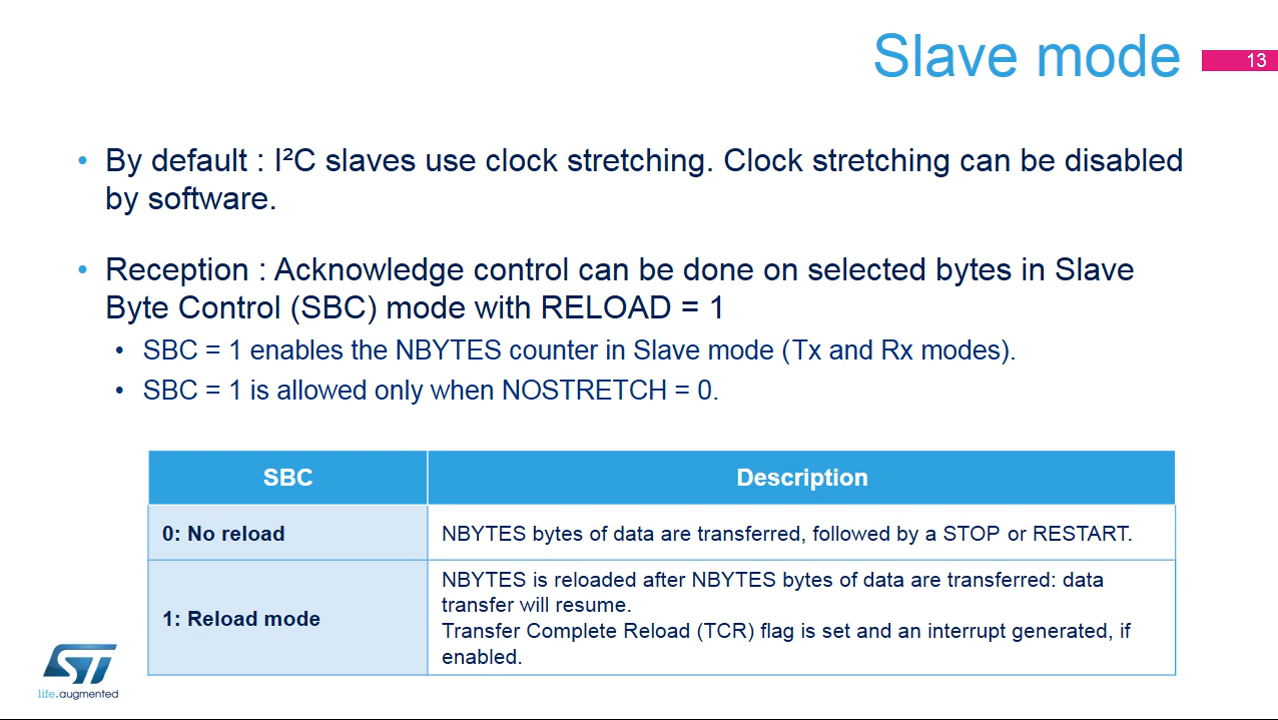 Slave mode
13
• By default : I²C slaves use clock stretching. Clock stretching can be disabled
by software.
• Reception : Acknowledge control can be done on selected bytes in Slave
Byte Control (SBC) mode with RELOAD = 1
• SBC = 1 enables the NBYTES counter in Slave mode (Tx and Rx modes).
• SBC = 1 is allowed only when NOSTRETCH = 0.
SBC
Description
0: No reload
NBYTES bytes of data are transferred, followed by a STOP or RESTART.
1: Reload mode
NBYTES is reloaded after NBYTES bytes of data are transferred: data
transfer will resume.
Transfer Complete Reload (TCR) flag is set and an interrupt generated, if
enabled.
ST
life.augmented